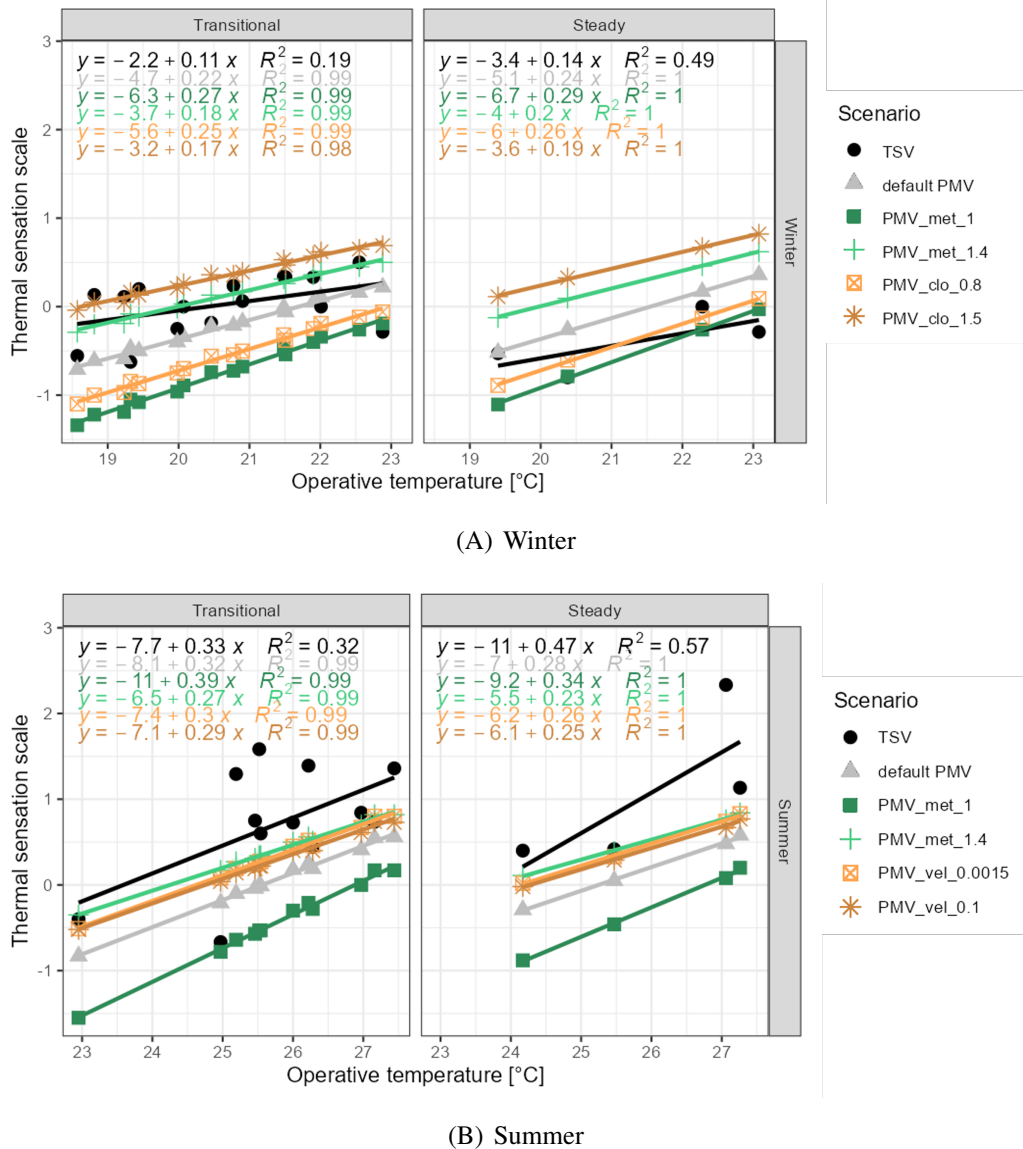 Transitional
Steady
y = − 2.2 + 0.11 x R2 = 0.19
y = − 4.7 + 0.22 x R2 = 0.99
y = − 6.3 + 0.27 x R2 = 0.99
y = − 3.7 + 0.18 x R2 = 0.99
y = − 5.6 + 0.25 x R2 = 0.99
y = − 3.2 + 0.17 x R2 = 0.98
y = − 3.4 + 0.14 x R2 = 0.49
y = − 5.1 + 0.24 x R2 = 1
y = − 6.7 + 0.29 x R2 = 1
y = − 4 + 0.2 x R2 = 1
y = − 6 + 0.26 x R2 = 1
y = − 3.6 + 0.19 x R2 = 1
3
2
1
0
-1
Thermal sensation scale
19 20 21 22 23
19 20 21 22 23
Operative temperature [°C]
Winter
Scenario
TSV
default PMV
PMV_met_1
PMV_met_1.4
PMV_clo_0.8
PMV_clo_1.5
(A) Winter
Transitional
Steady
y = − 7.7 + 0.33 x R2 = 0.32
y = − 8.1 + 0.32 x R2 = 0.99
y = − 11 + 0.39 x R2 = 0.99
y = − 6.5 + 0.27 x R2 = 0.99
y = − 7.4 + 0.3 x R2 = 0.99
y = − 7.1 + 0.29 x R2 = 0.99
y = − 11 + 0.47 x R2 = 0.57
y = − 7 + 0.28 x R2 = 1
y = − 9.2 + 0.34 x R2 = 1
y = − 5.5 + 0.23 x R2 = 1
y = − 6.2 + 0.26 x R2 = 1
y = − 6.1 + 0.25 x R2 = 1
3
2
1
0
-1
Thermal sensation scale
23 24 25 26 27
23 24 25 26 27
Operative temperature [°C]
Summer
Scenario
TSV
default PMV
PMV_met_1
PMV_met_1.4
PMV_vel_0.0015
PMV_vel_0.1
(B) Summer